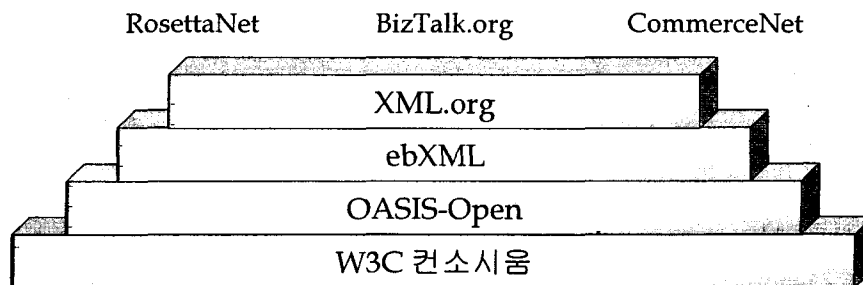 RosettaNet BizTalk.org CommerceNet
XML.org
ebXML
OASIS-Open
W3C 컨소시움